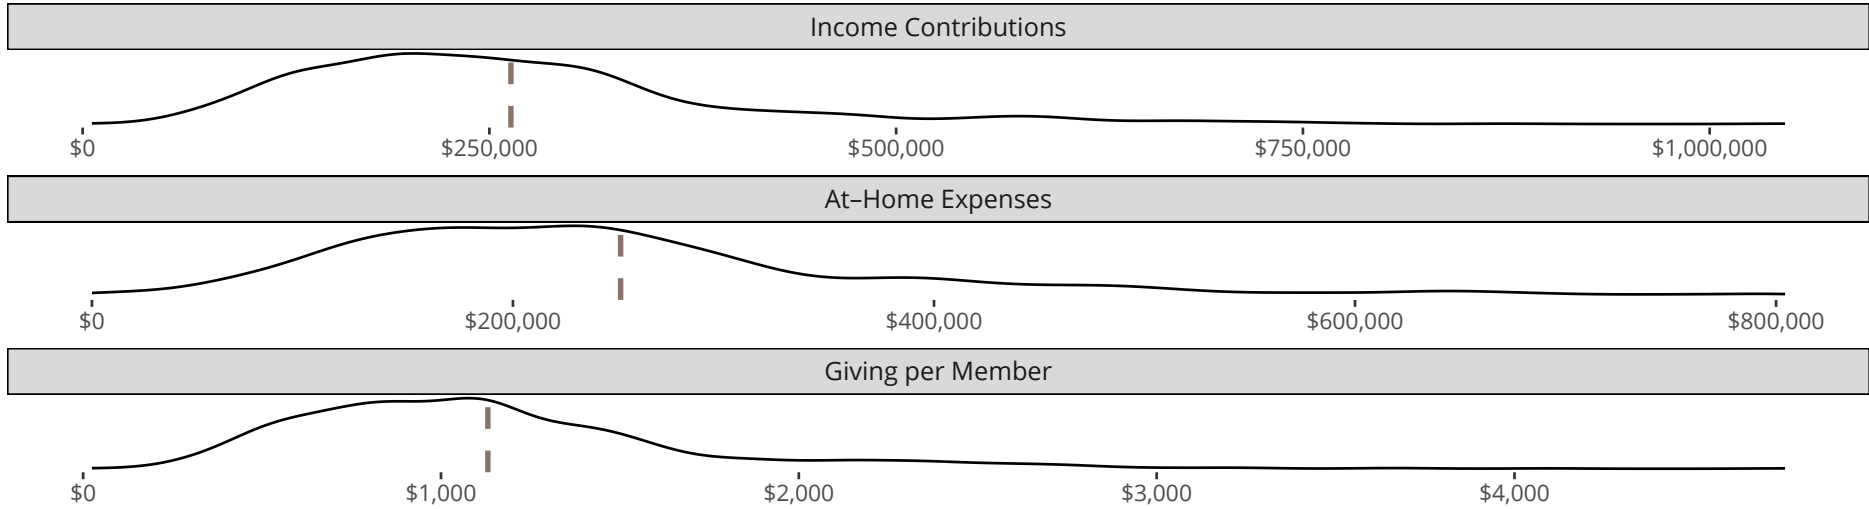 Income Contributions
$0 $250,000 $500,000 $750,000 $1,000,000
At–Home Expenses
$0 $200,000 $400,000 $600,000 $800,000
Giving per Member
$0 $1,000 $2,000 $3,000 $4,000